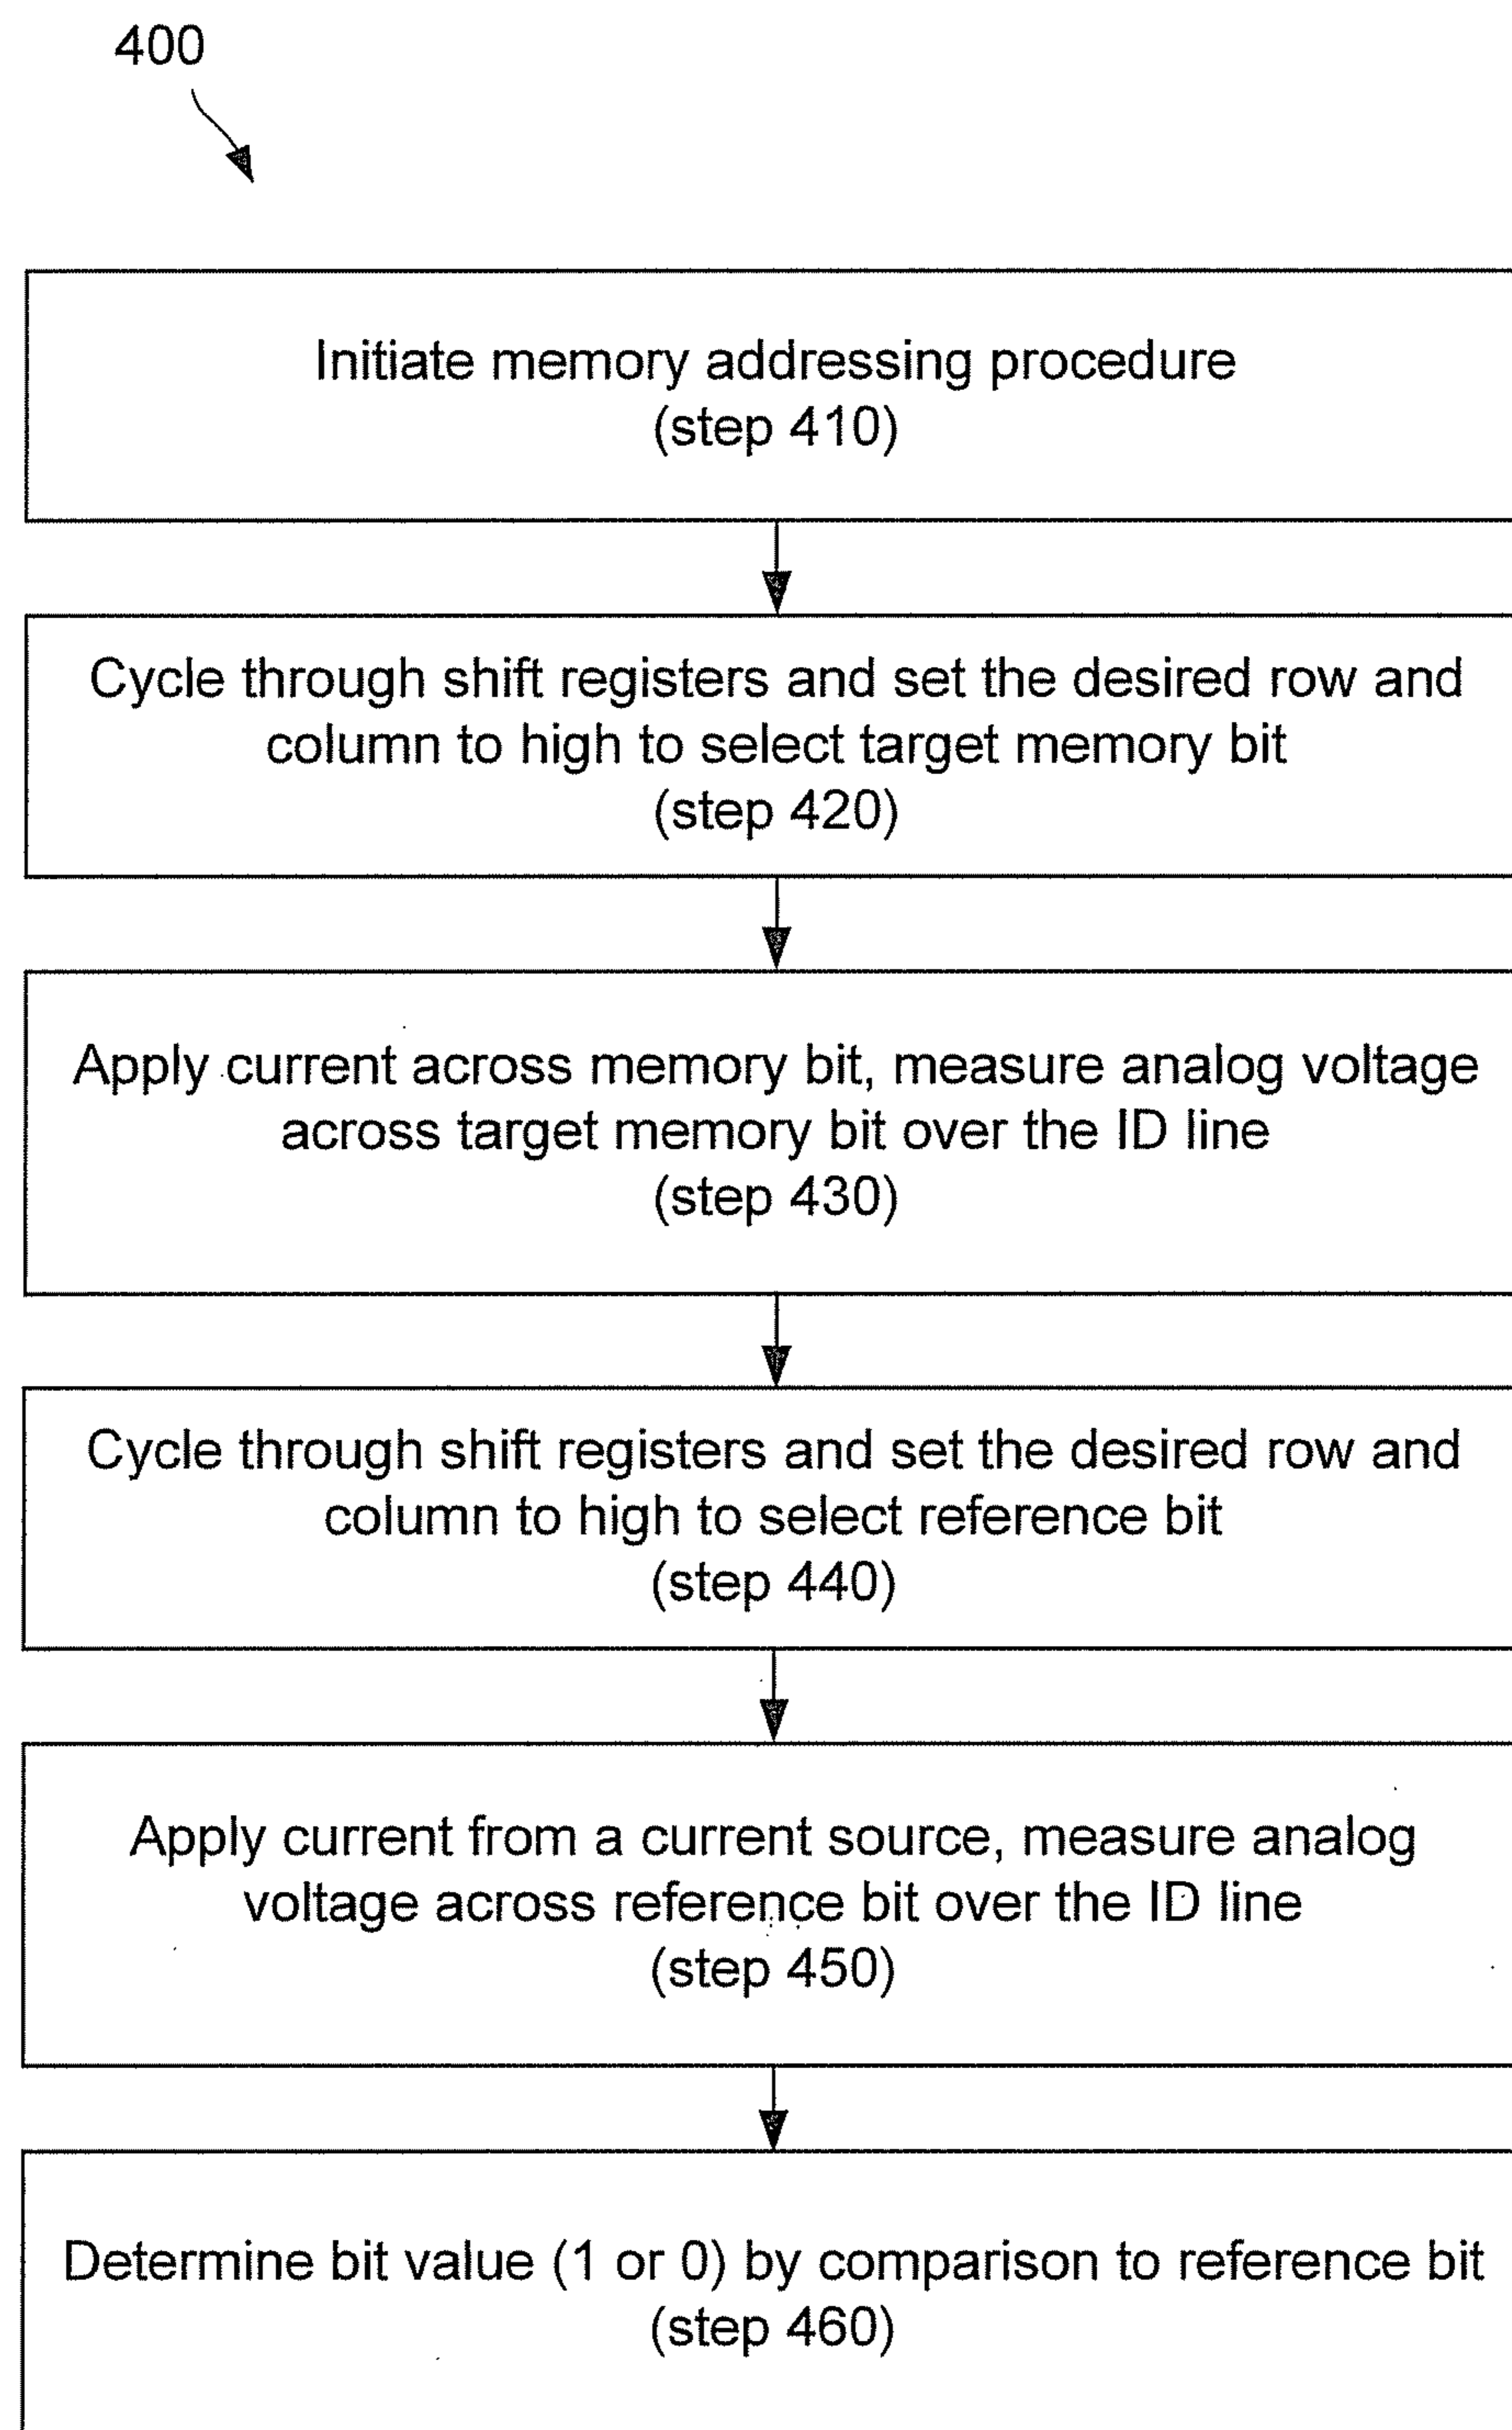 400
Initiate memory addressing procedure
(step 410)
Cycle through shift registers and set the desired row and
column to high to select target memory bit
(step 420)
Apply current across memory bit, measure analog voltage
across target memory bit over the ID line
(step 430)
Cycle through shift registers and set the desired row and
column to high to select reference bit
(step 440)
Apply current from a current source, measure analog
voltage across reference bit over the ID line
(step 450)
Determine bit value (1 or 0) by comparison to reference bit
(step 460)